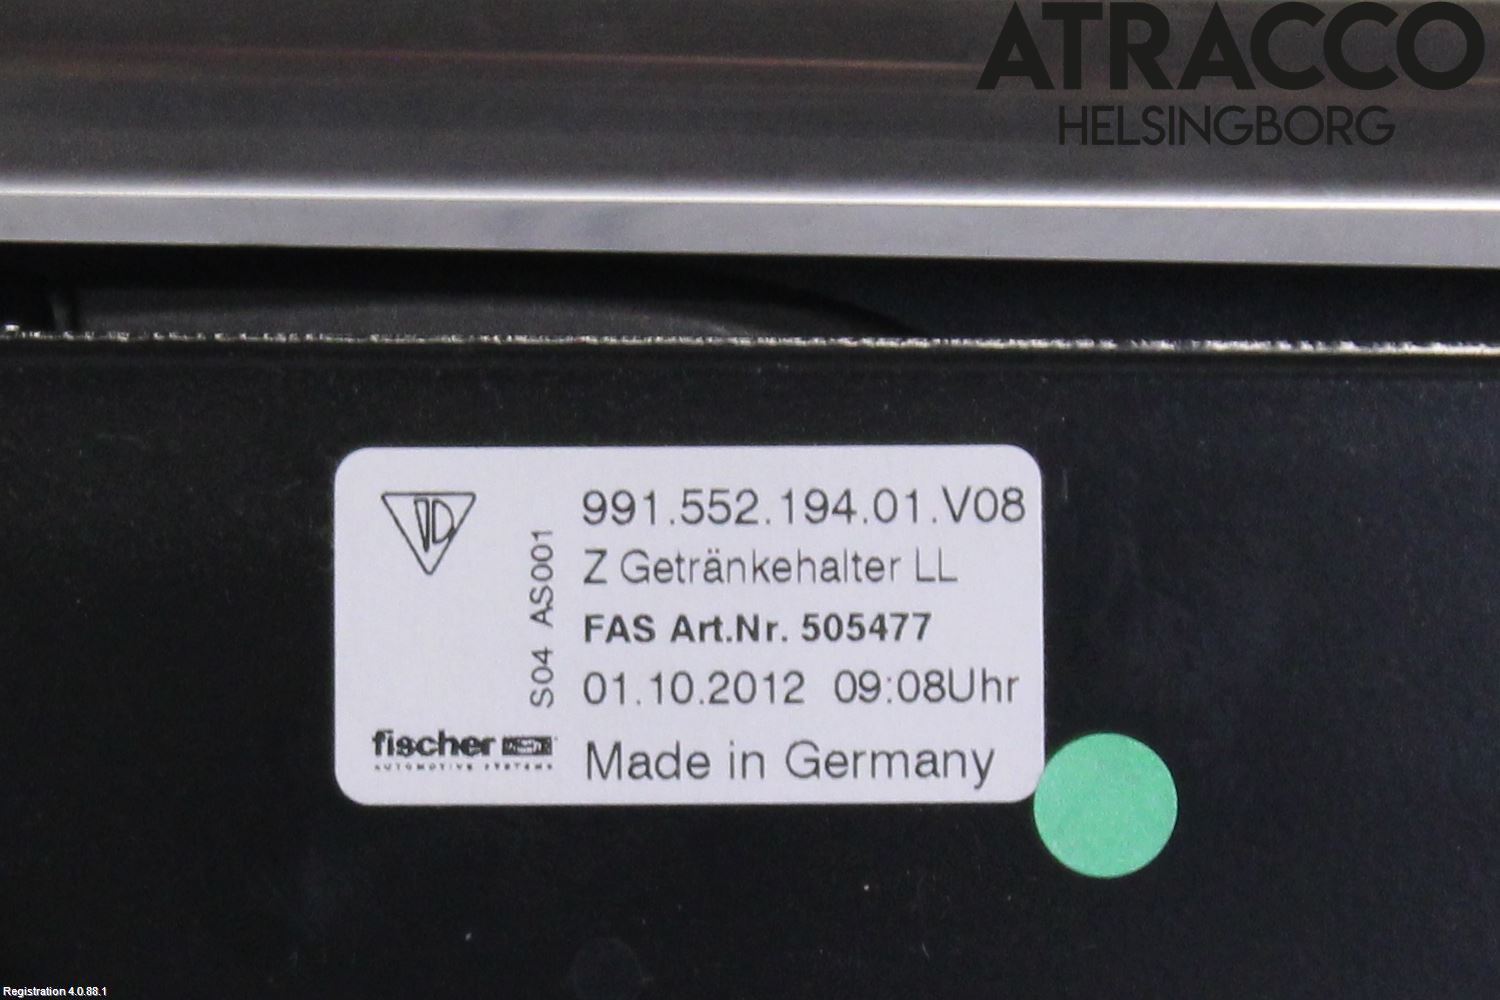 ATRACCO
HELSINGBORG
991.552.194.01.V08
Z Getränkehalter LL
FAS Art.Nr. 505477
01.10.2012 09:08Uhr
Made in Germany
S04 AS001
fischer
AUTOMOTIVE SYSTEMS
Registration 4.0.88.1